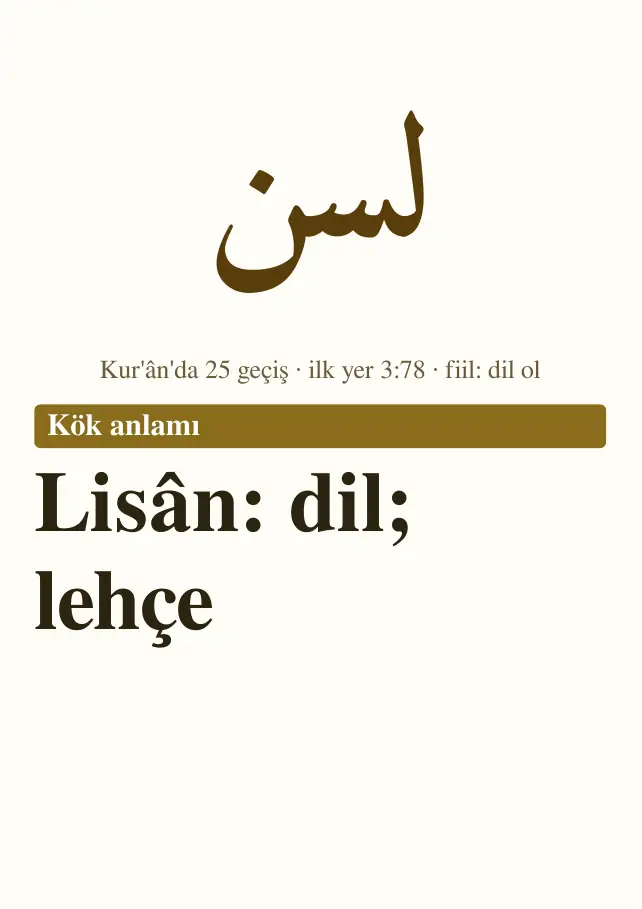 لسن
Kur'ân'da 25 geçiş · ilk yer 3:78 · fiil: dil ol
Kök anlamı
Lisân: dil;
lehçe